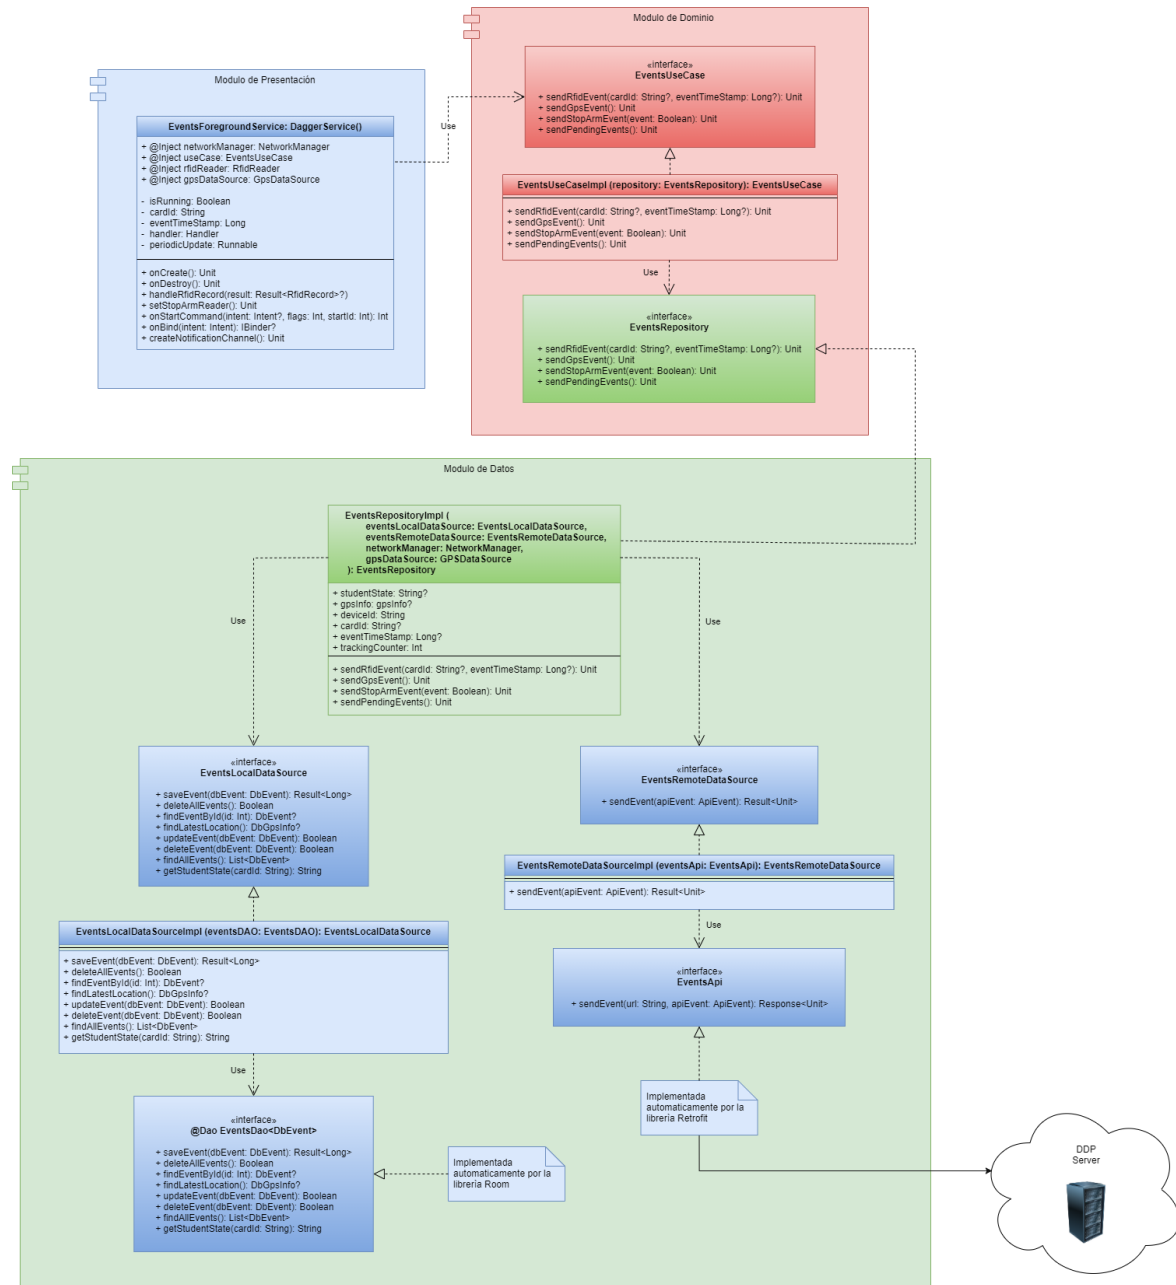 Modulo de Dominio
«interface»
EventsUseCase
+ sendRfidEvent(cardId: String?, eventTimeStamp: Long?): Unit
+ sendGpsEvent(): Unit
+ sendStopArmEvent(event: Boolean): Unit
+ sendPendingEvents(): Unit
Modulo de Presentación
EventsForegroundService: DaggerService()
+ @Inject networkManager: NetworkManager
+ @Inject useCase: EventsUseCase
+ @Inject rfidReader: RfidReader
+ @Inject gpsDataSource: GpsDataSource
- isRunning: Boolean
- cardId: String
- eventTimeStamp: Long
- handler: Handler
- periodicUpdate: Runnable
+ onCreate(): Unit
+ onDestroy(): Unit
+ handleRfidRecord(result: Result<RfidRecord>?)
+ setStopArmReader(): Unit
+ onStartCommand(intent: Intent?, flags: Int, startId: Int): Int
+ onBind(intent: Intent): IBinder?
+ createNotificationChannel(): Unit
Use
EventsUseCaseImpl (repository: EventsRepository): EventsUseCase
+ sendRfidEvent(cardId: String?, eventTimeStamp: Long?): Unit
+ sendGpsEvent(): Unit
+ sendStopArmEvent(event: Boolean): Unit
+ sendPendingEvents(): Unit
Use
«interface»
EventsRepository
+ sendRfidEvent(cardId: String?, eventTimeStamp: Long?): Unit
+ sendGpsEvent(): Unit
+ sendStopArmEvent(event: Boolean): Unit
+ sendPendingEvents(): Unit
Modulo de Datos
EventsRepositoryImpl (
eventsLocalDataSource: EventsLocalDataSource,
eventsRemoteDataSource: EventsRemoteDataSource,
networkManager: NetworkManager,
gpsDataSource: GPSDataSource
): EventsRepository
+ studentState: String?
+ gpsInfo: gpsInfo?
+ deviceId: String
+ cardId: String?
+ eventTimeStamp: Long?
+ trackingCounter: Int
+ sendRfidEvent(cardId: String?, eventTimeStamp: Long?): Unit
+ sendGpsEvent(): Unit
+ sendStopArmEvent(event: Boolean): Unit
+ sendPendingEvents(): Unit
Use
Use
«interface»
EventsLocalDataSource
+ saveEvent(dbEvent: DbEvent): Result<Long>
+ deleteAllEvents(): Boolean
+ findEventById(id: Int): DbEvent?
+ findLatestLocation(): DbGpsInfo?
+ updateEvent(dbEvent: DbEvent): Boolean
+ deleteEvent(dbEvent: DbEvent): Boolean
+ findAllEvents(): List<DbEvent>
+ getStudentState(cardId: String): String
«interface»
EventsRemoteDataSource
+ sendEvent(apiEvent: ApiEvent): Result<Unit>
EventsRemoteDataSourceImpl (eventsApi: EventsApi): EventsRemoteDataSource
+ sendEvent(apiEvent: ApiEvent): Result<Unit>
EventsLocalDataSourceImpl (eventsDAO: EventsDAO): EventsLocalDataSource
+ saveEvent(dbEvent: DbEvent): Result<Long>
+ deleteAllEvents(): Boolean
+ findEventById(id: Int): DbEvent?
+ findLatestLocation(): DbGpsInfo?
+ updateEvent(dbEvent: DbEvent): Boolean
+ deleteEvent(dbEvent: DbEvent): Boolean
+ findAllEvents(): List<DbEvent>
+ getStudentState(cardId: String): String
Use
«interface»
EventsApi
+ sendEvent(url: String, apiEvent: ApiEvent): Response<Unit>
Use
Implementada
automaticamente por la
librería Retrofit
«interface»
@Dao EventsDao<DbEvent>
+ saveEvent(dbEvent: DbEvent): Result<Long>
+ deleteAllEvents(): Boolean
+ findEventById(id: Int): DbEvent?
+ findLatestLocation(): DbGpsInfo?
+ updateEvent(dbEvent: DbEvent): Boolean
+ deleteEvent(dbEvent: DbEvent): Boolean
+ findAllEvents(): List<DbEvent>
+ getStudentState(cardId: String): String
Implementada
automaticamente por la
librería Room
DDP
Server